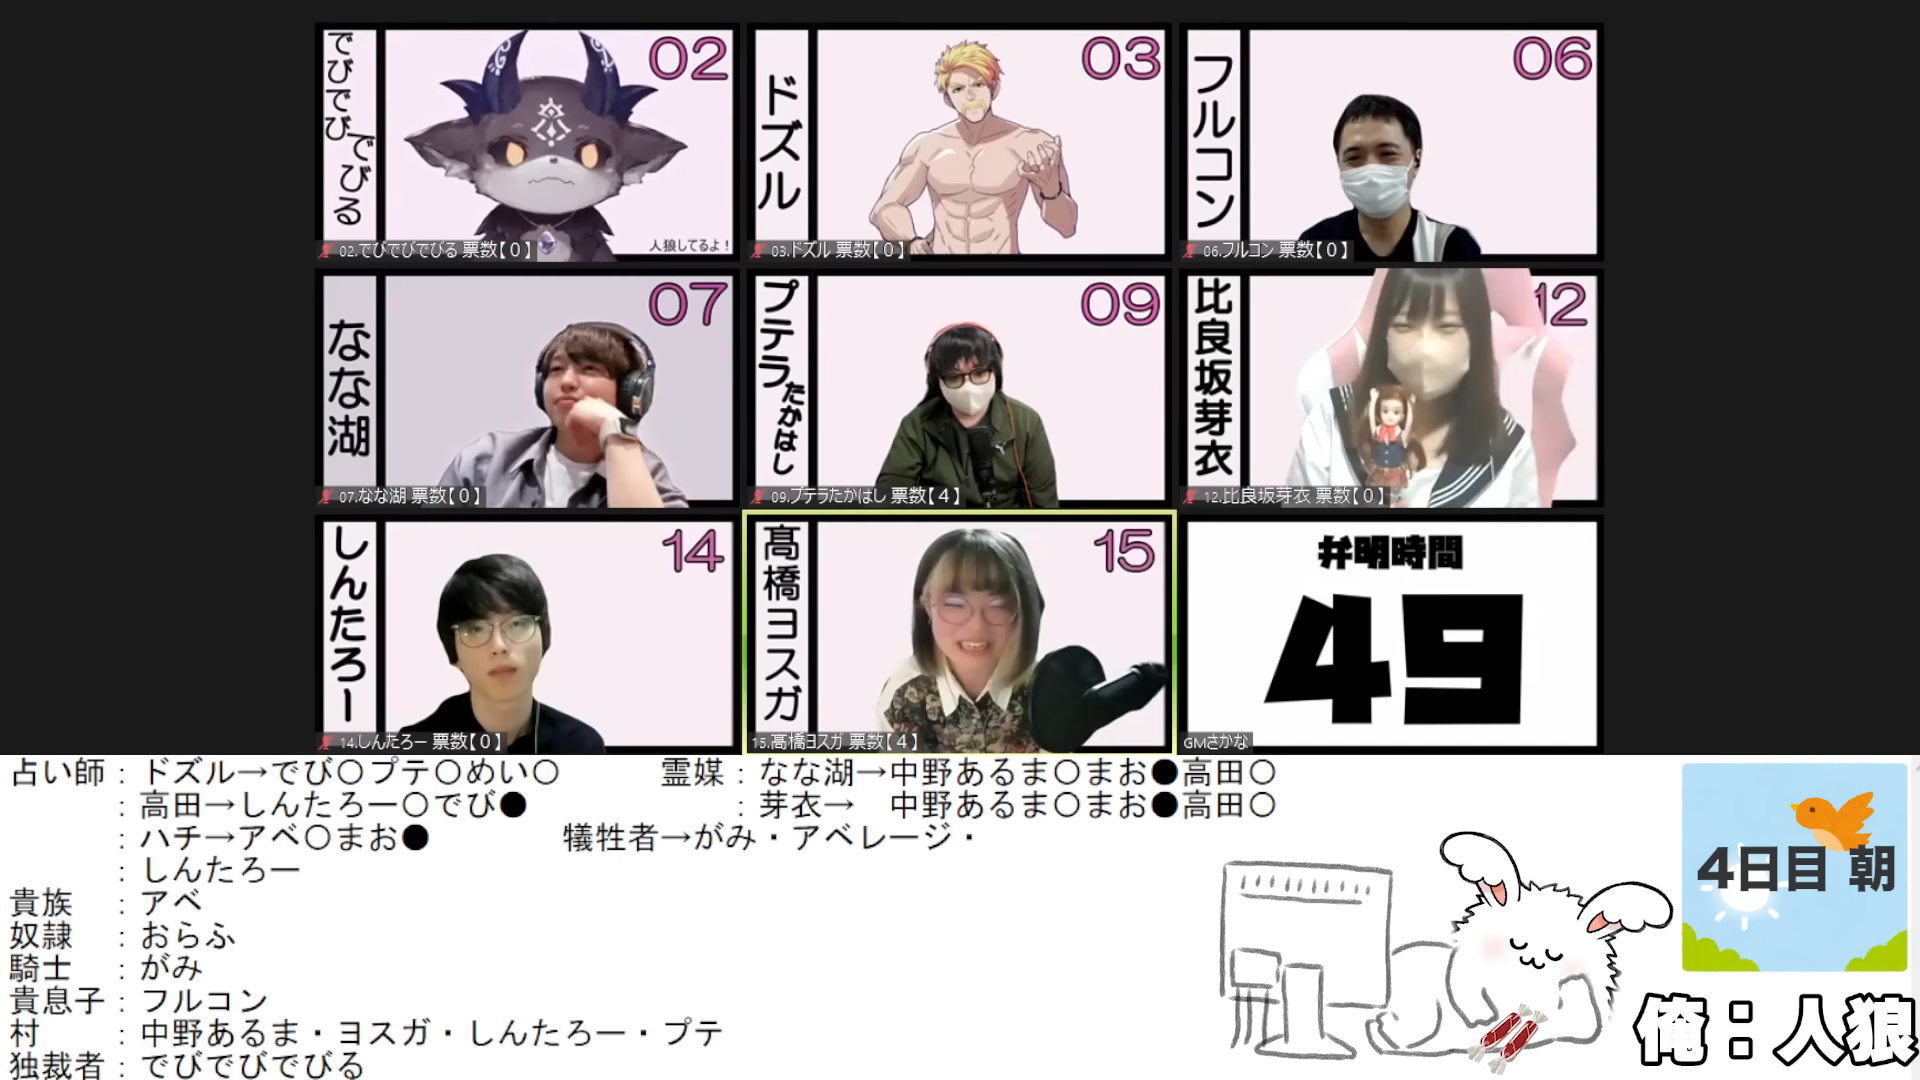 でびでびでびる
02
人狼してるよ！
02.でびでびでびる 票数【0】
ドズル
03
03.ドズル 票数【0】
フルコン
06
06.フルコン 票数【0】
なな湖
07
07.なな湖 票数【0】
プテラたかはし
09
09.プテラたかはし 票数【4】
比良坂芽衣
12
12.比良坂芽衣 票数【0】
しんたろー
14
14.しんたろー 票数【0】
髙橋ヨスガ
15
15.髙橋ヨスガ 票数【4】
弁明時間
49
GMさかな
占い師：ドズル→でび〇プテ〇めい〇
：高田→しんたろー〇でび●
：ハチ→アベ〇まお●
：しんたろー
霊媒：なな湖→中野あるま〇まお●高田〇
：芽衣→ 中野あるま〇まお●高田〇
犠牲者→がみ・アベレージ・
貴族：アベ
奴隷：おらふ
騎士：がみ
貴息子：フルコン
村：中野あるま・ヨスガ・しんたろー・プテ
独裁者：でびでびでびる
4日目 朝
俺：人狼